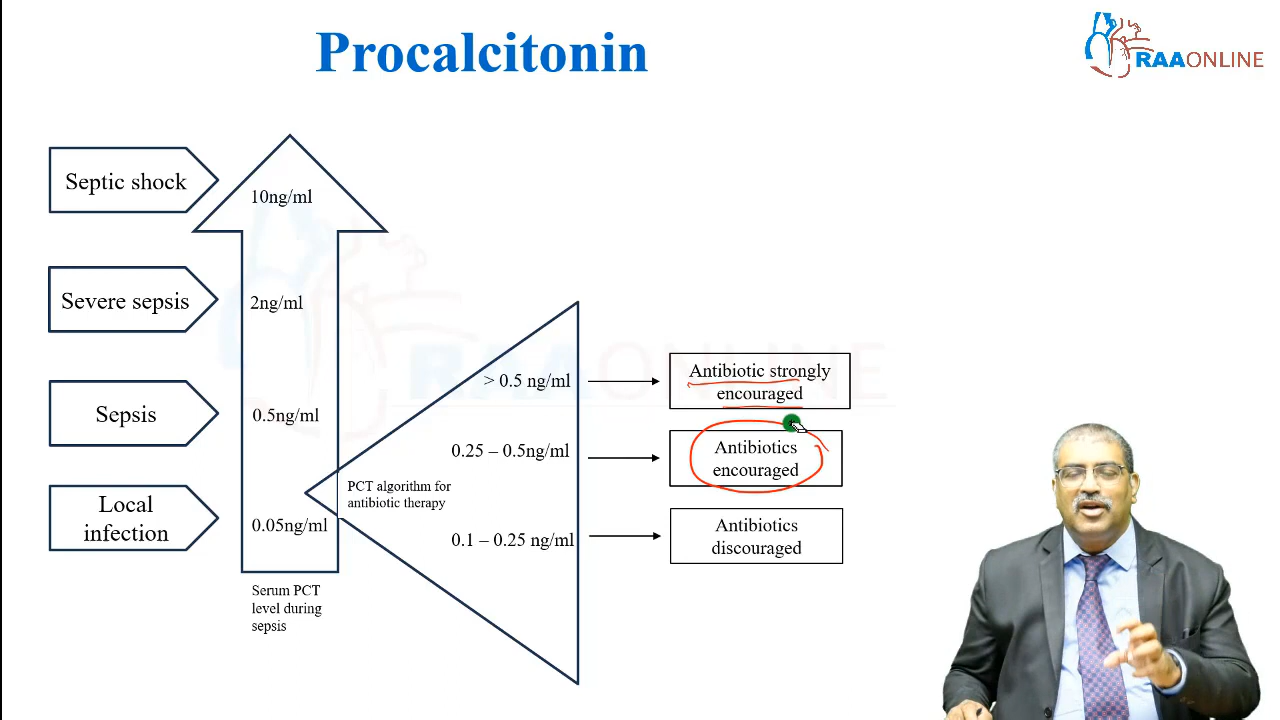 Procalcitonin
RAAONLINE
Septic shock
10ng/ml
Severe sepsis
2ng/ml
Sepsis
0.5ng/ml
Local
infection
0.05ng/ml
Serum PCT
level during
sepsis
PCT algorithm for
antibiotic therapy
> 0.5 ng/ml
Antibiotic strongly
encouraged
0.25 – 0.5ng/ml
Antibiotics
encouraged
0.1 – 0.25 ng/ml
Antibiotics
discouraged
RAAONLINE